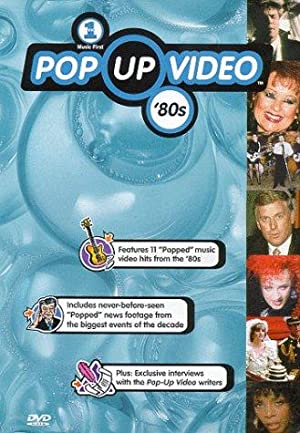 1
Music First
POP UP VIDEO™
'80s
Features 11 "Popped" music
video hits from the '80s
Includes never-before-seen
"Popped" news footage from
the biggest events of the decade
Plus: Exclusive interviews
with the Pop-Up Video writers
DVD
VIDEO